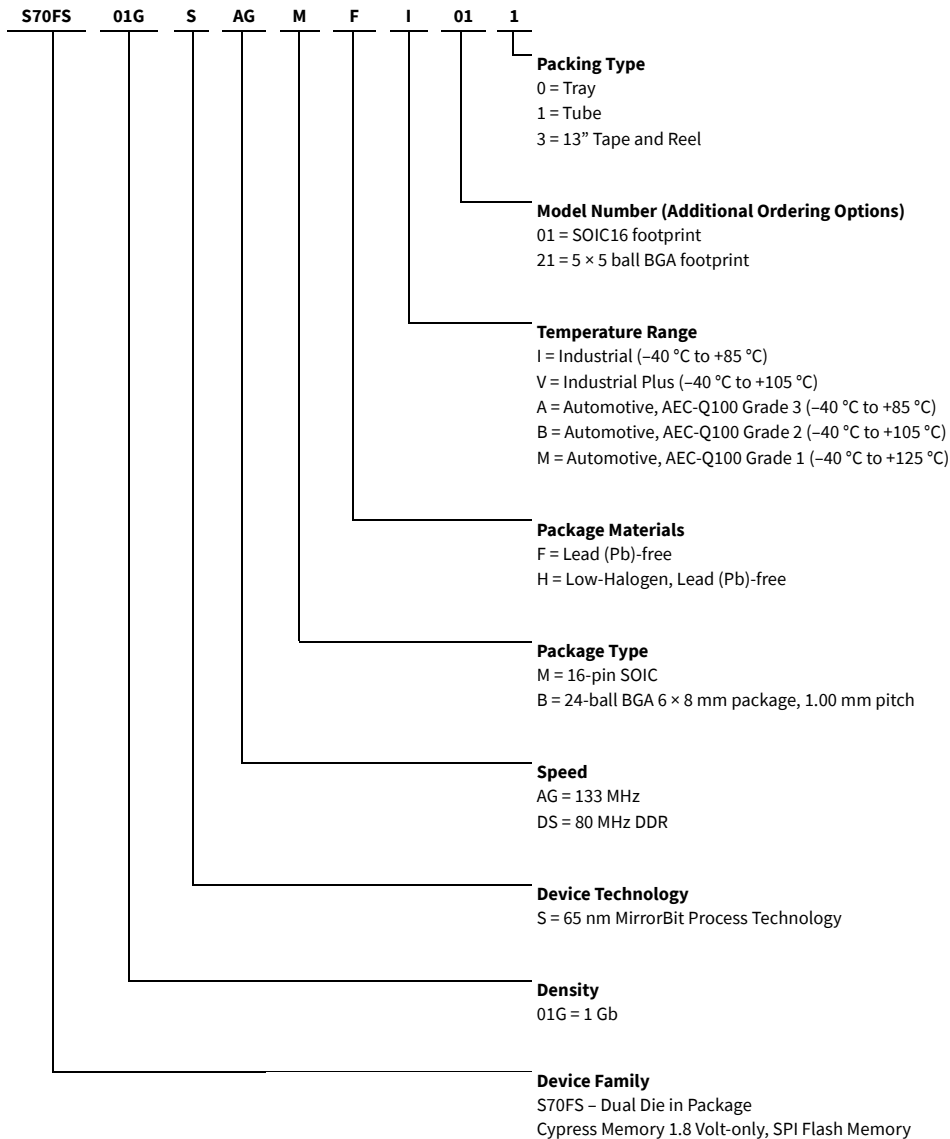 S70FS 01G S AG M F I 01 1
Packing Type
0 = Tray
1 = Tube
3 = 13” Tape and Reel
Model Number (Additional Ordering Options)
01 = SOIC16 footprint
21 = 5 × 5 ball BGA footprint
Temperature Range
I = Industrial (–40 °C to +85 °C)
V = Industrial Plus (–40 °C to +105 °C)
A = Automotive, AEC-Q100 Grade 3 (–40 °C to +85 °C)
B = Automotive, AEC-Q100 Grade 2 (–40 °C to +105 °C)
M = Automotive, AEC-Q100 Grade 1 (–40 °C to +125 °C)
Package Materials
F = Lead (Pb)-free
H = Low-Halogen, Lead (Pb)-free
Package Type
M = 16-pin SOIC
B = 24-ball BGA 6 × 8 mm package, 1.00 mm pitch
Speed
AG = 133 MHz
DS = 80 MHz DDR
Device Technology
S = 65 nm MirrorBit Process Technology
Density
01G = 1 Gb
Device Family
S70FS – Dual Die in Package
Cypress Memory 1.8 Volt-only, SPI Flash Memory